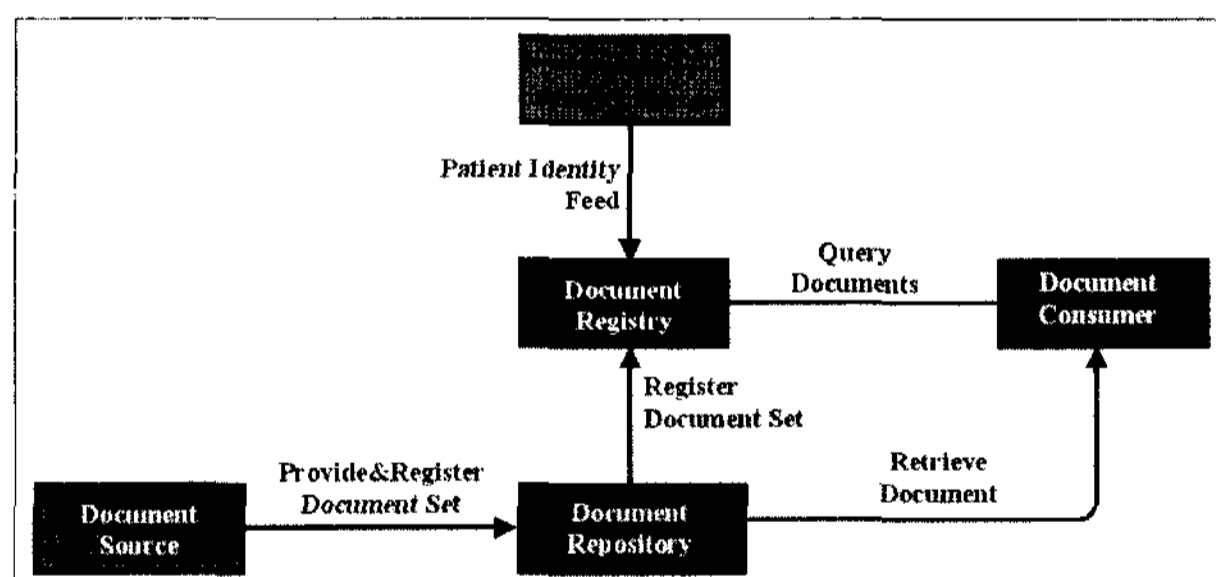 Patient Identity
Feed
Document
Registry
Query
Documents
Document
Consumer
Register
Document Set
Retrieve
Document
Provide&Register
Document Set
Document
Source
Document
Repository